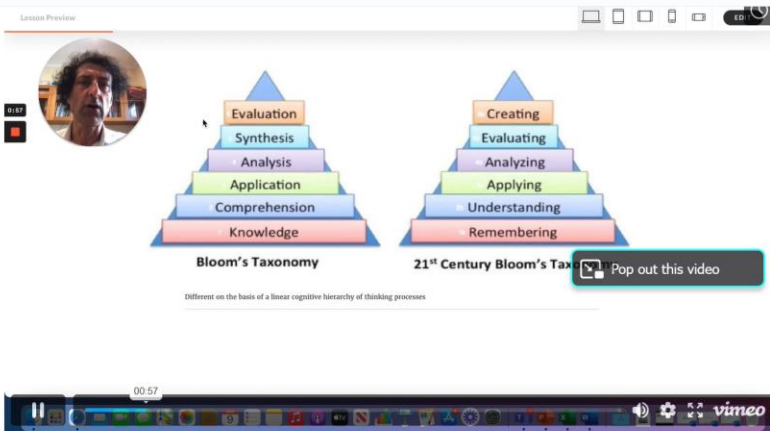 Lesson Preview
EDIT
0:57
Evaluation
Synthesis
Analysis
Application
Comprehension
Knowledge
Bloom's Taxonomy
Creating
Evaluating
Analyzing
Applying
Understanding
Remembering
21st Century Bloom's
Pop out this video
Different on the basis of a linear cognitive hierarchy of thinking processes
00:57
vimeo